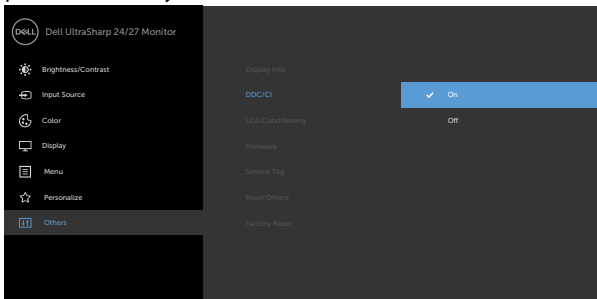 DELL
Dell UltraSharp 24/27 Monitor
Brightness/Contrast
Input Source
Color
Display
Menu
Personalize
Others
Display Info
DDC/CI
LCD Conditioning
Firmware
Service Tag
Reset Others
Factory Reset
On
Off